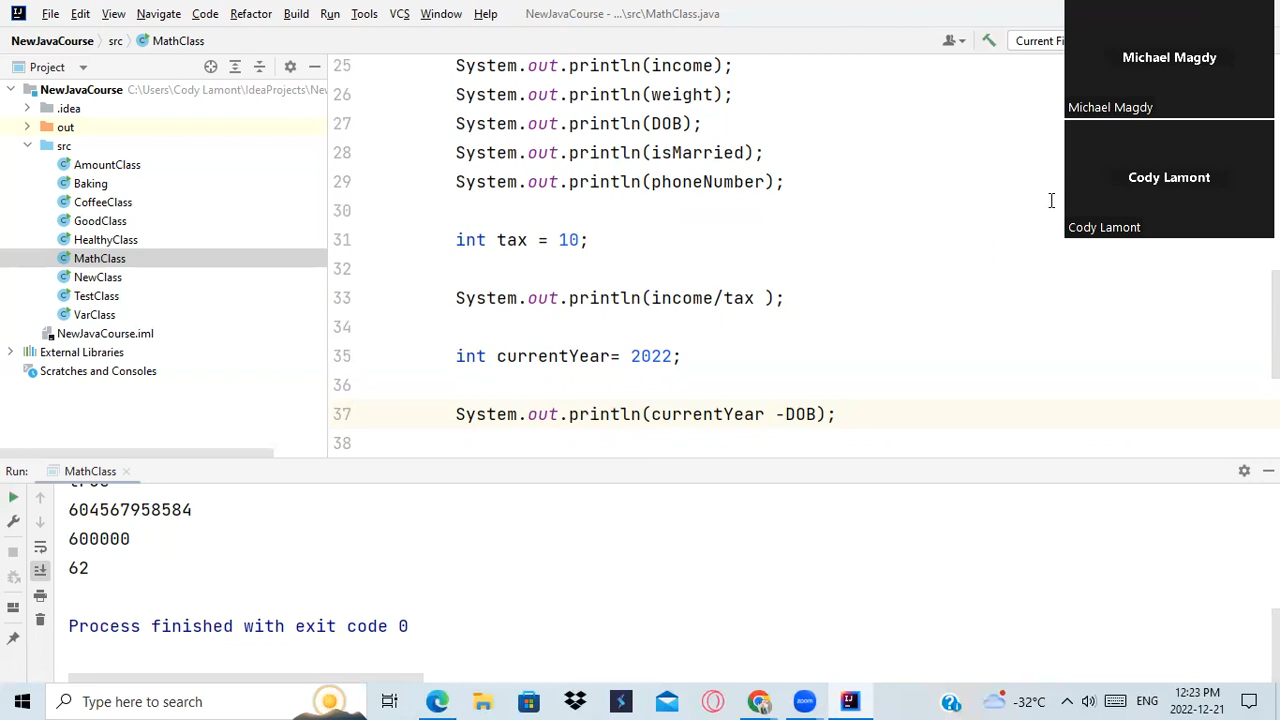 File Edit View Navigate Code Refactor Build Run Tools VCS Window Help NewJavaCourse - ...\src\MathClass.java
NewJavaCourse src MathClass Current Fi
Project
NewJavaCourse C:\Users\Cody Lamont\IdeaProjects\Nev
.idea
out
src
AmountClass
Baking
CoffeeClass
GoodClass
HealthyClass
MathClass
NewClass
TestClass
VarClass
NewJavaCourse.iml
External Libraries
Scratches and Consoles
25 System.out.println(income);
26 System.out.println(weight);
27 System.out.println(DOB);
28 System.out.println(isMarried);
29 System.out.println(phoneNumber);
30
31 int tax = 10;
32
33 System.out.println(income/tax );
34
35 int currentYear= 2022;
36
37 System.out.println(currentYear -DOB);
38
Michael Magdy
Michael Magdy
Cody Lamont
Cody Lamont
Run: MathClass
604567958584
600000
62
Process finished with exit code 0
Type here to search
zoom
-32°C
ENG
12:23 PM
2022-12-21